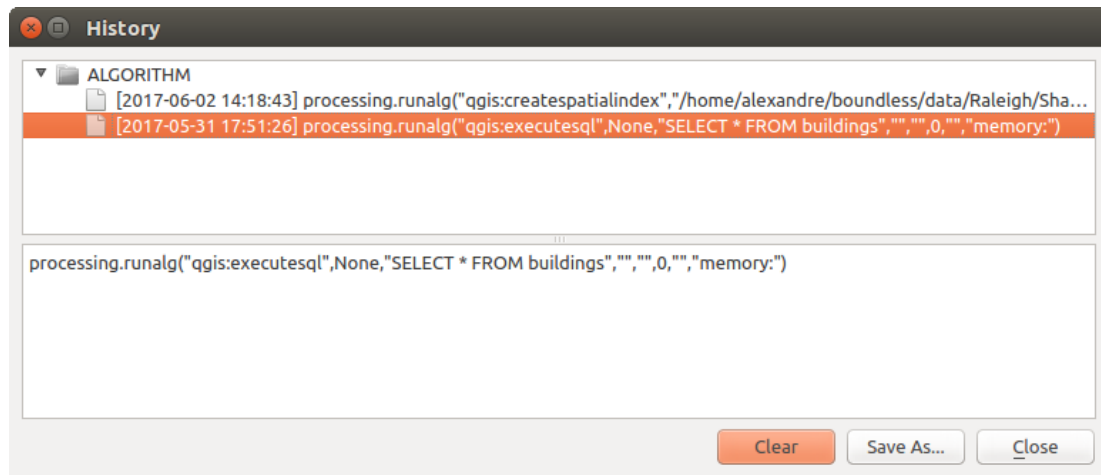 History
ALGORITHM
[2017-06-02 14:18:43] processing.runalg("qgis:createspatialindex","/home/alexandre/boundless/data/Raleigh/Sha...
[2017-05-31 17:51:26] processing.runalg("qgis:executesql",None,"SELECT * FROM buildings","","",0,"","memory:")
processing.runalg("qgis:executesql",None,"SELECT * FROM buildings","","",0,"","memory:")
Clear Save As... Close